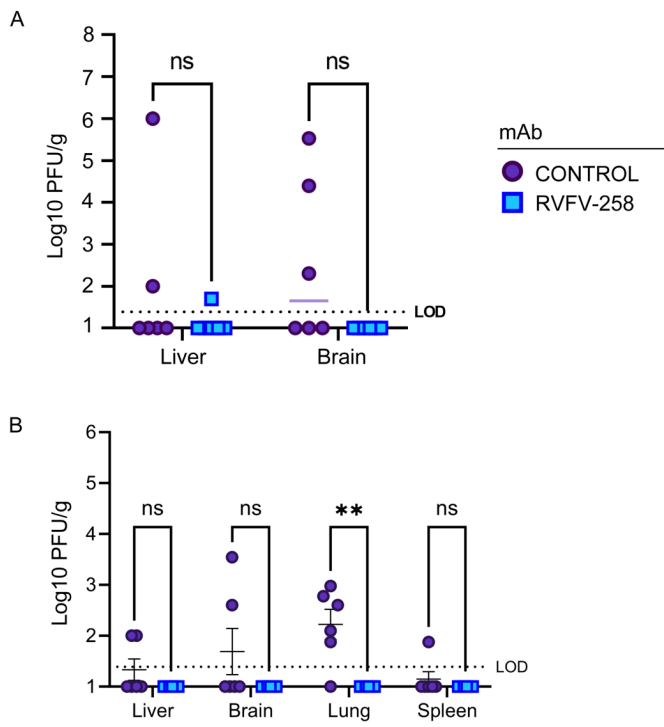 A
8
7
6
5
4
3
2
1
Log10 PFU/g
ns
ns
LOD
Liver
Brain
mAb
CONTROL
RVFV-258
B
6
5
4
3
2
1
Log10 PFU/g
ns
ns
**
ns
LOD
Liver
Brain
Lung
Spleen